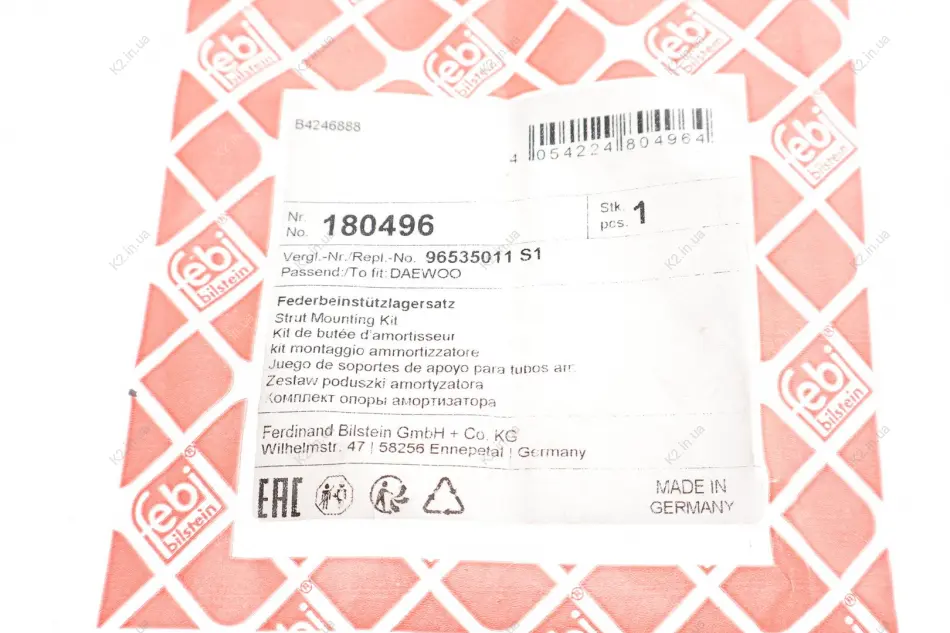 febi
bilstein
B4246888
4 054224 804964
Nr.
No. 180496
Stk.
pcs. 1
Vergl.-Nr./Repl.-No. 96535011 S1
Passend:/To fit: DAEWOO
Federbeinstützlagersatz
Strut Mounting Kit
Kit de butée d'amortisseur
kit montaggio ammortizzatore
Juego de soportes de apoyo para tubos am
Zestaw poduszki amortyzatora
Комплект опоры амортизатора
Ferdinand Bilstein GmbH + Co. KG
Wilhelmstr. 47 | 58256 Ennepetal | Germany
EAC
MADE IN
GERMANY
K2.in.ua